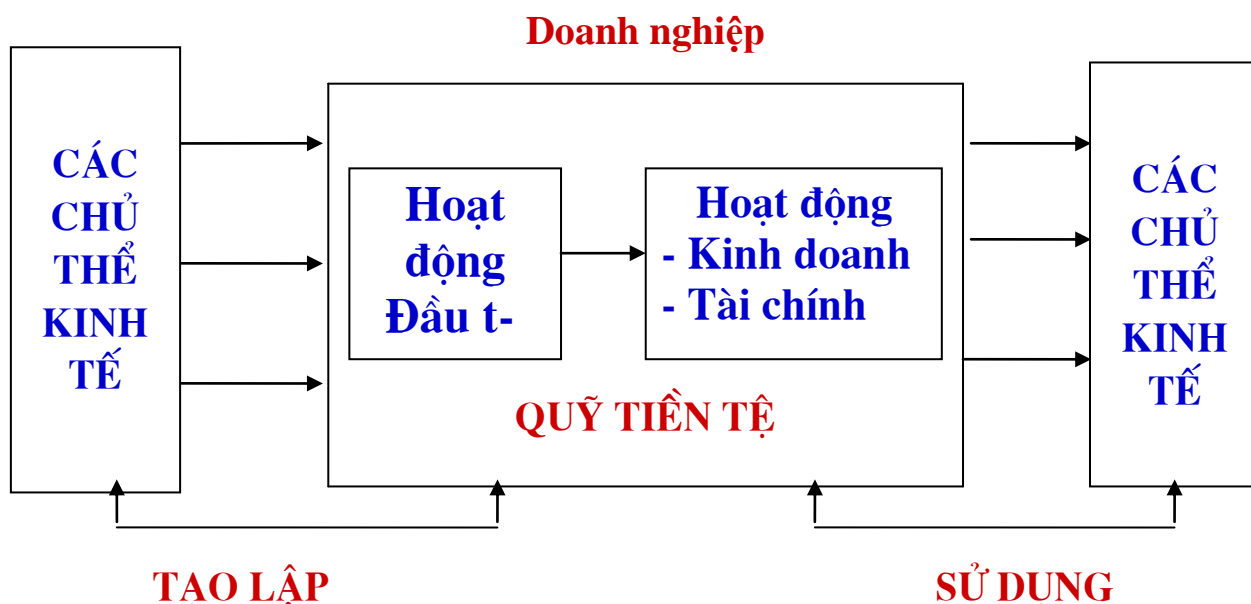 Doanh nghiệp
CÁC
CHỦ
THỂ
KINH
TẾ
Hoạt
động
Đầu t-
Hoạt động
- Kinh doanh
- Tài chính
QUỸ TIỀN TỆ
CÁC
CHỦ
THỂ
KINH
TẾ
TAO LẬP
SỬ DUNG